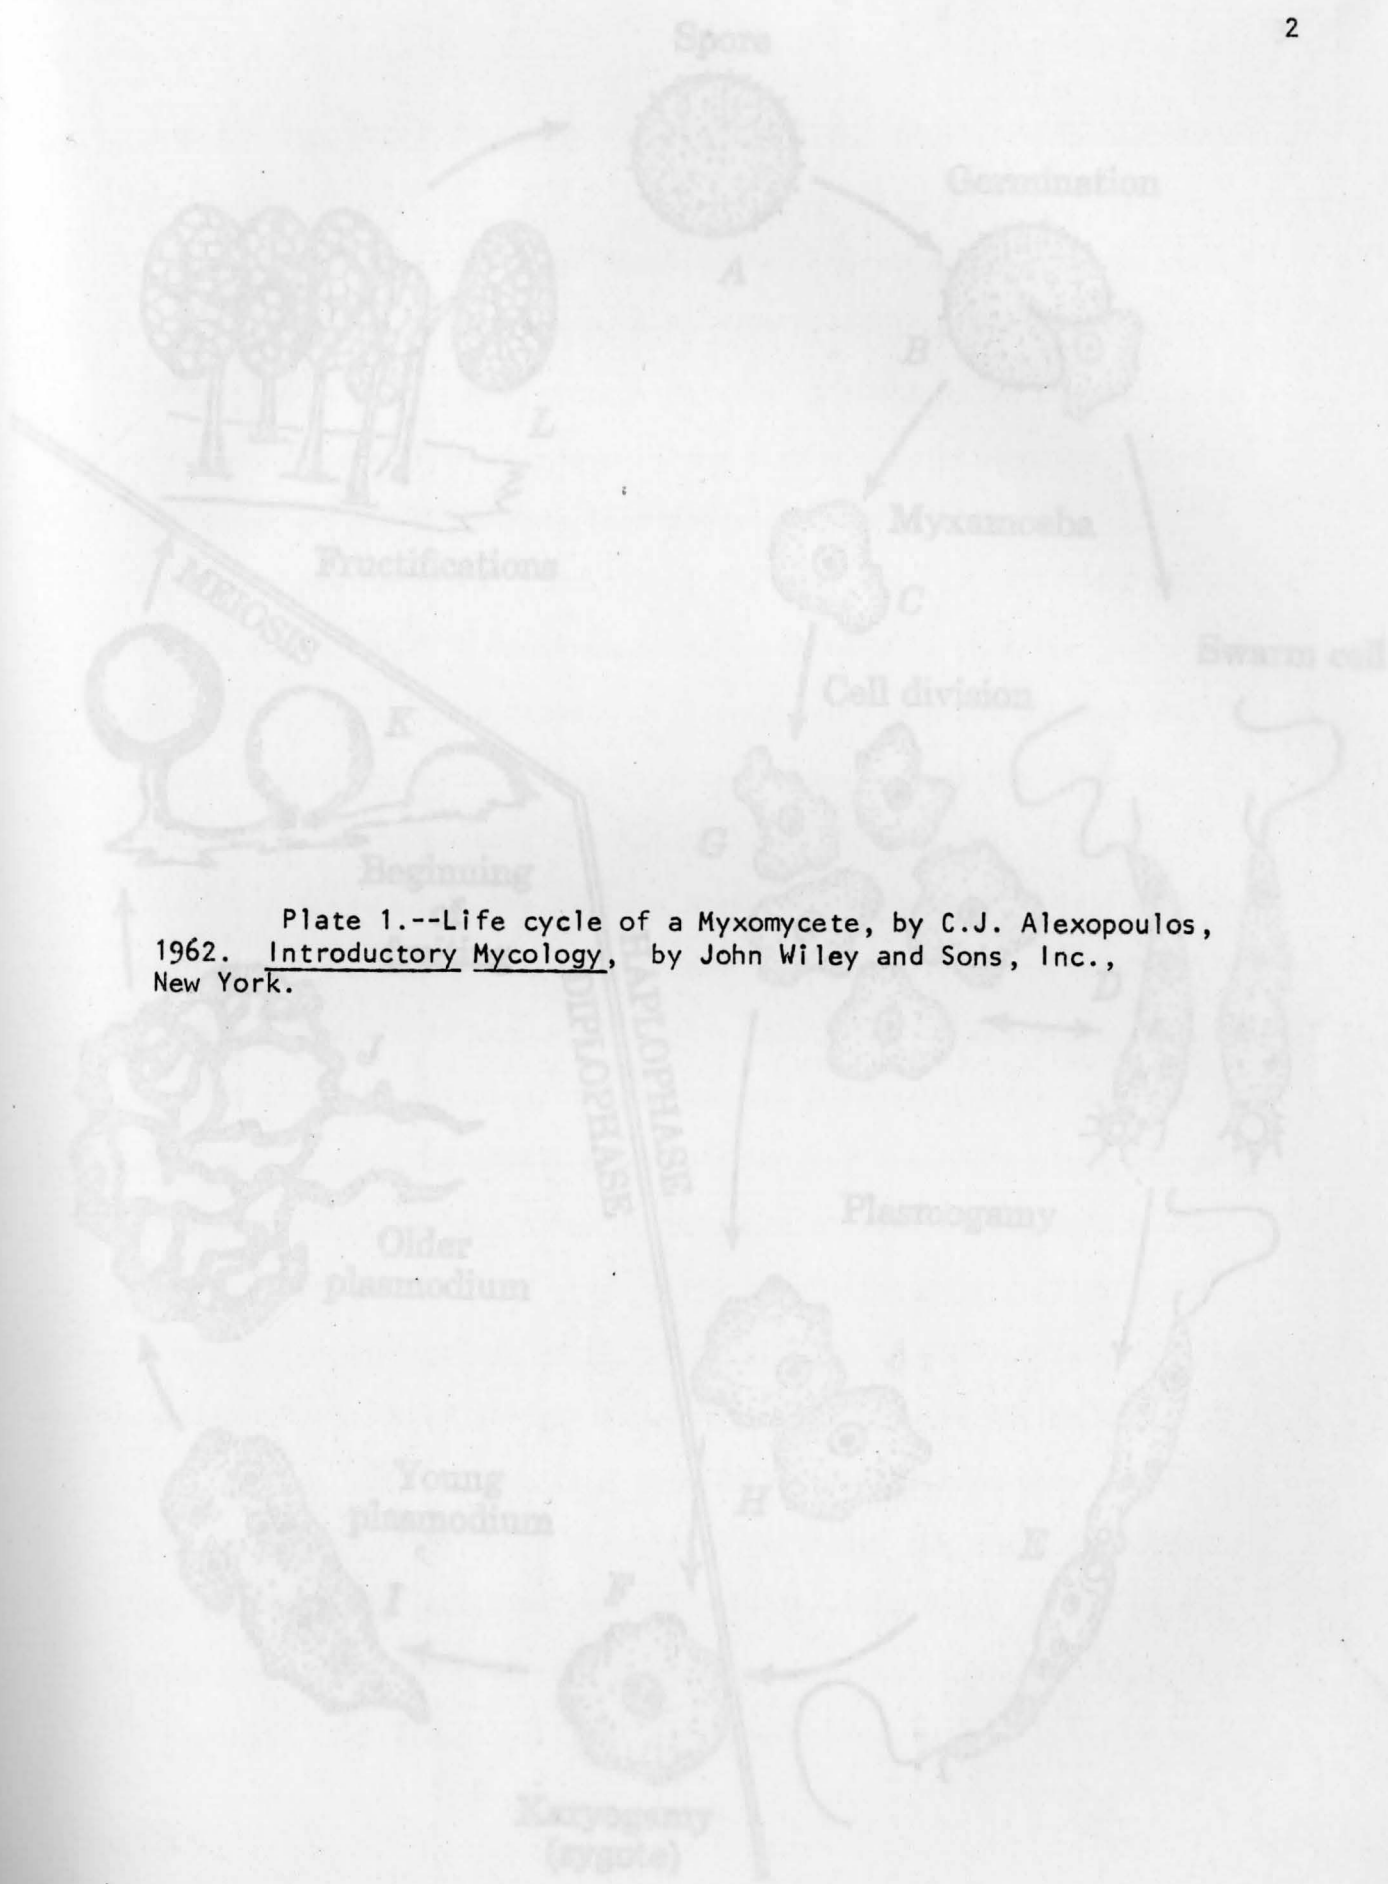 2
Spore
Germination
A
B
L
Myxamoeba
Fructifications
C
MEIOSIS
Swarm cell
Cell division
K
G
Beginning
Plate 1.--Life cycle of a Myxomycete, by C.J. Alexopoulos,
1962. Introductory Mycology, by John Wiley and Sons, Inc.,
New York.
D
J
DIPLOPHASE
HAPLOPHASE
Plasmogamy
Older
plasmodium
Young
plasmodium
H
E
I
F
Karyogamy
(zygote)